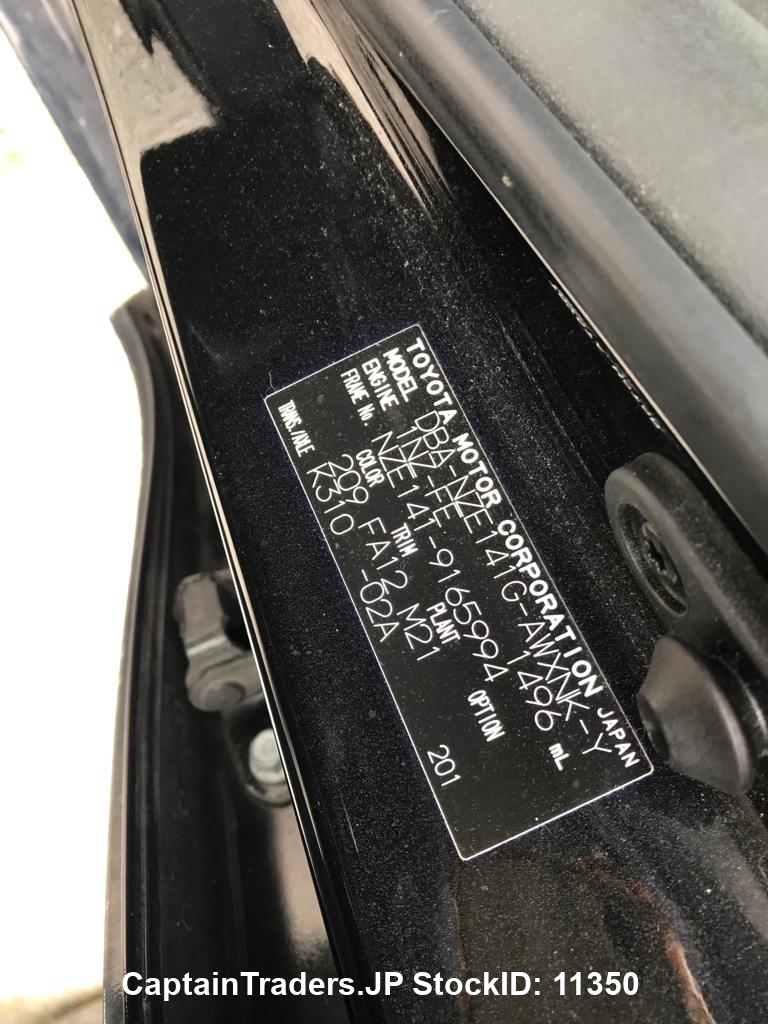 TOYOTA MOTOR CORPORATION JAPAN
MODEL DBA-NZE141G-AWXNK-Y
ENGINE 1NZ-FE 1496 mL
FRAME No. NZE141-9165994
COLOR TRIM PLANT OPTION
209 FA12 M21
TRANS./AXLE K310 -02A 201
CaptainTraders.JP StockID: 11350